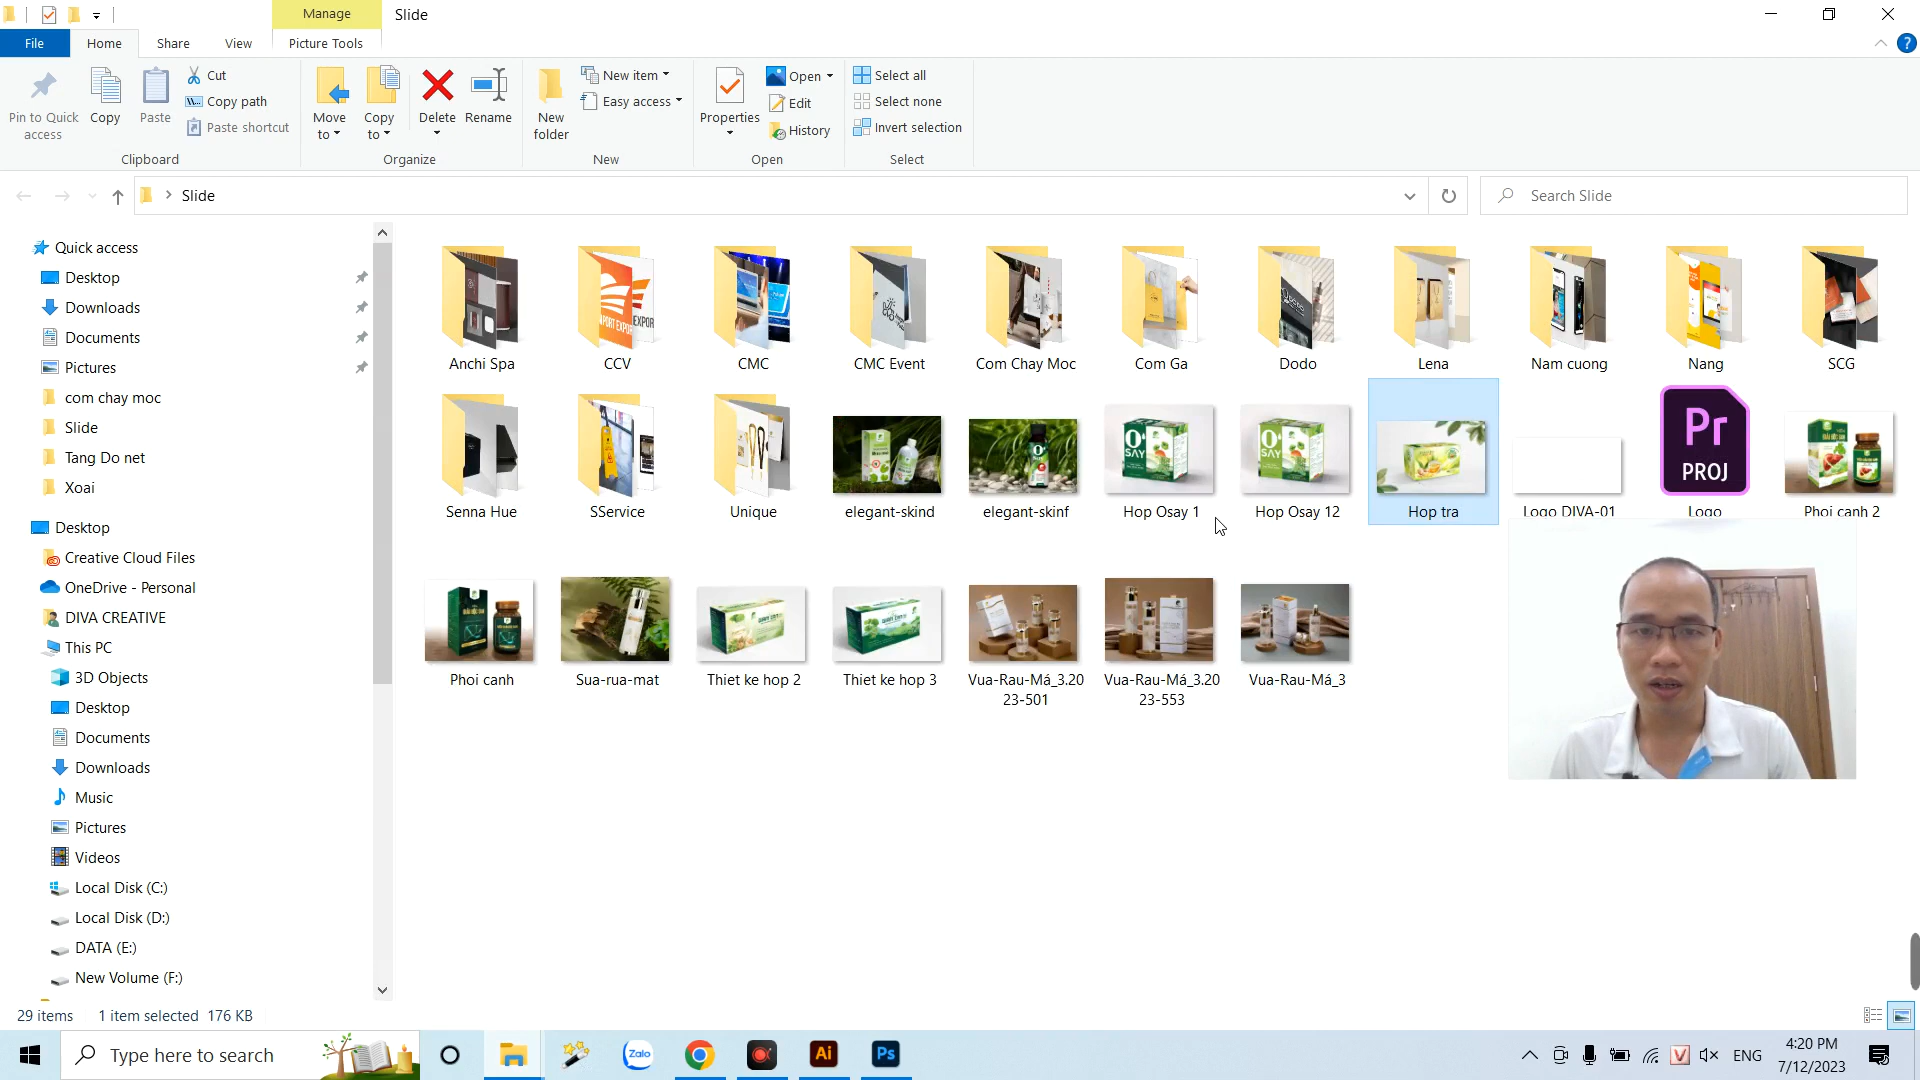 Manage
Slide
File
Home
Share
View
Picture Tools
Pin to Quick access
Copy
Paste
Cut
Copy path
Paste shortcut
Move to
Copy to
Delete
Rename
New folder
New item
Easy access
Properties
Open
Edit
History
Select all
Select none
Invert selection
Clipboard
Organize
New
Open
Select
Slide
Search Slide
Quick access
Desktop
Downloads
Documents
Pictures
com chay moc
Slide
Tang Do net
Xoai
Desktop
Creative Cloud Files
OneDrive - Personal
DIVA CREATIVE
This PC
3D Objects
Desktop
Documents
Downloads
Music
Pictures
Videos
Local Disk (C:)
Local Disk (D:)
DATA (E:)
New Volume (F:)
Anchi Spa
CCV
CMC
CMC Event
Com Chay Moc
Com Ga
Dodo
Lena
Nam cuong
Nang
SCG
O'SAY
O'SAY
Pr
PROJ
Senna Hue
SService
Unique
elegant-skind
elegant-skinf
Hop Osay 1
Hop Osay 12
Hop tra
Logo DIVA-01
Logo
Phoi canh 2
Phoi canh
Sua-rua-mat
Thiet ke hop 2
Thiet ke hop 3
Vua-Rau-Má_3.2023-501
Vua-Rau-Má_3.2023-553
Vua-Rau-Má_3
29 items
1 item selected 176 KB
Type here to search
Zalo
Ai
Ps
ENG
4:20 PM
7/12/2023